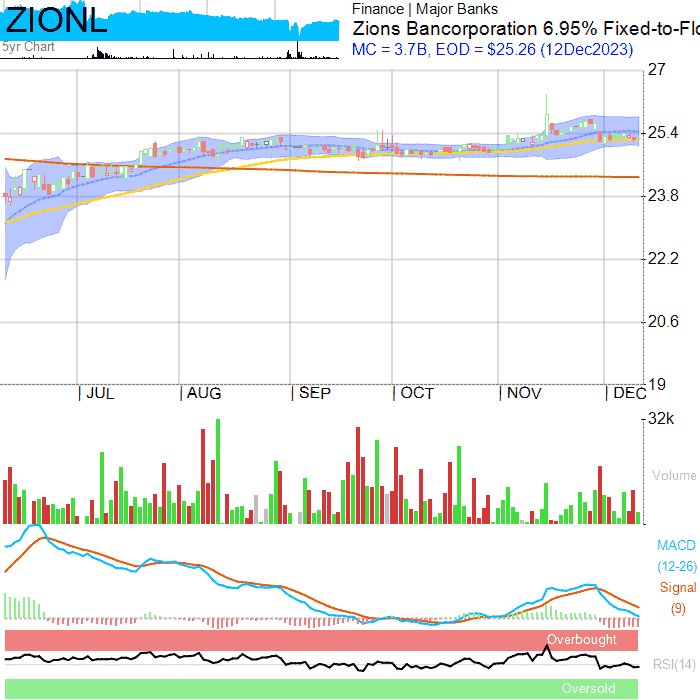 ZIONL
5yr Chart
Finance | Major Banks
Zions Bancorporation 6.95% Fixed-to-Flo
MC = 3.7B, EOD = $25.26 (12Dec2023)
27
25.4
23.8
22.2
20.6
19
| JUL | AUG | SEP | OCT | NOV | DEC
32k
Volume
MACD
(12-26)
Signal
(9)
Overbought
RSI(14)
Oversold